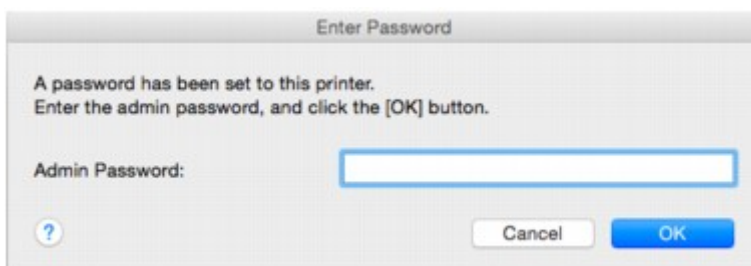 Enter Password
A password has been set to this printer.
Enter the admin password, and click the [OK] button.
Admin Password:
?
Cancel
OK